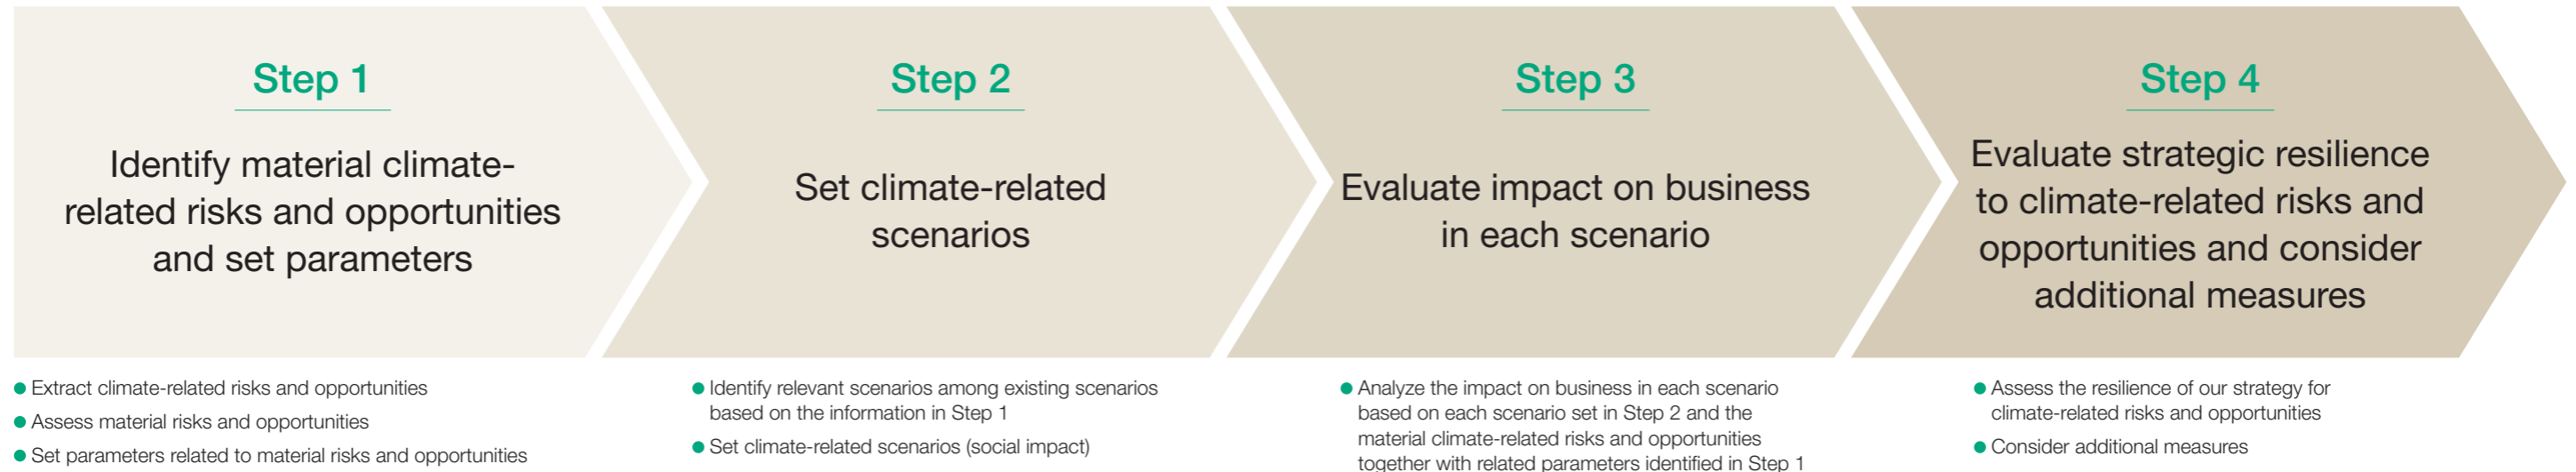 Step 1
Identify material climate-
related risks and opportunities
and set parameters
● Extract climate-related risks and opportunities
● Assess material risks and opportunities
● Set parameters related to material risks and opportunities
Step 2
Set climate-related
scenarios
● Identify relevant scenarios among existing scenarios
based on the information in Step 1
● Set climate-related scenarios (social impact)
Step 3
Evaluate impact on business
in each scenario
● Analyze the impact on business in each scenario
based on each scenario set in Step 2 and the
material climate-related risks and opportunities
together with related parameters identified in Step 1
Step 4
Evaluate strategic resilience
to climate-related risks and
opportunities and consider
additional measures
● Assess the resilience of our strategy for
climate-related risks and opportunities
● Consider additional measures